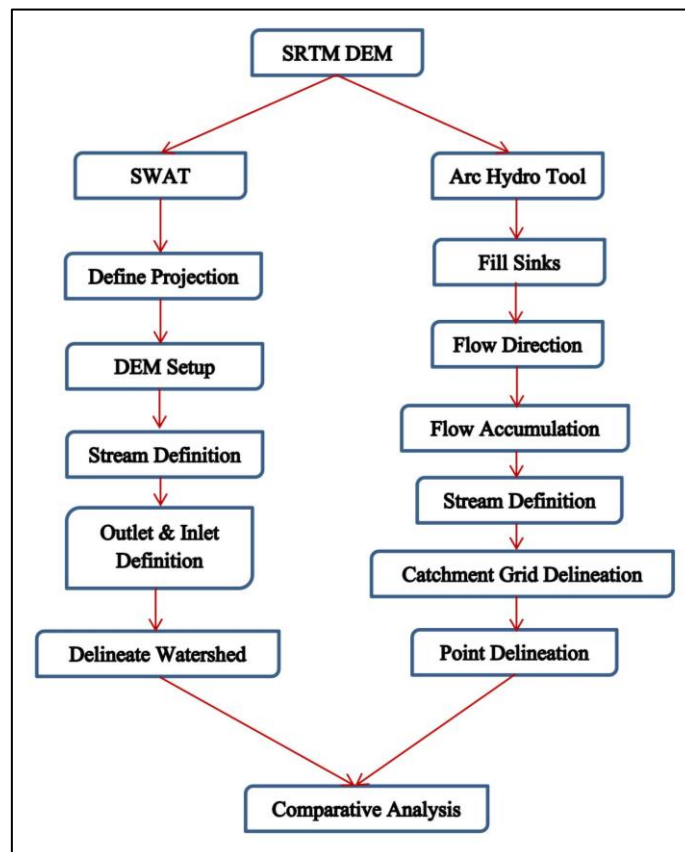 SRTM DEM
SWAT
Arc Hydro Tool
Define Projection
Fill Sinks
DEM Setup
Flow Direction
Stream Definition
Flow Accumulation
Outlet & Inlet
Definition
Stream Definition
Catchment Grid Delineation
Delineate Watershed
Point Delineation
Comparative Analysis